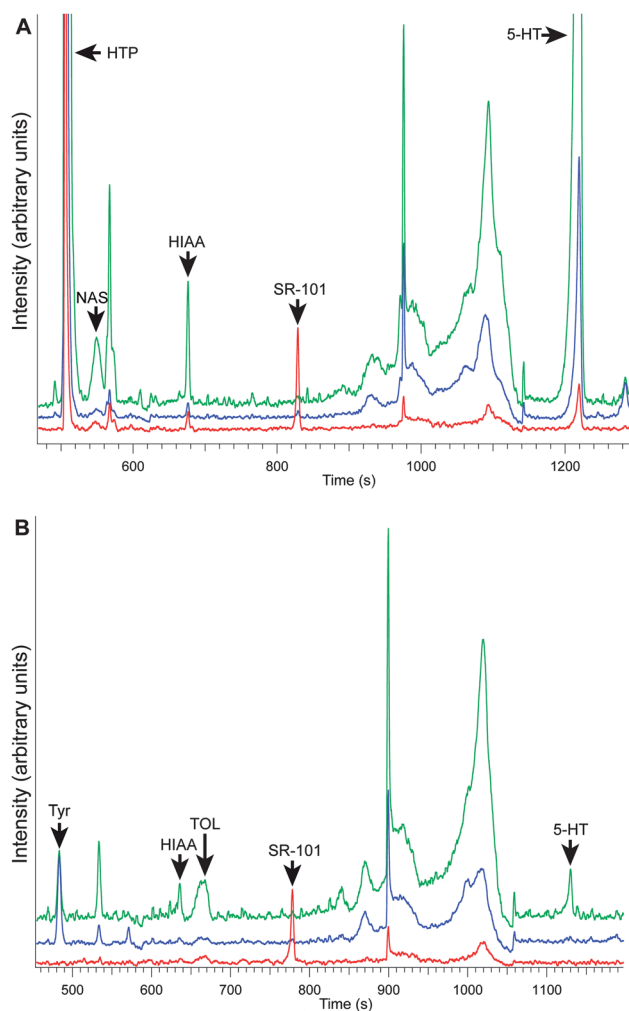 A
HTP
5-HT
HIAA
NAS
SR-101
Intensity (arbitrary units)
600 800 1000 1200
Time (s)
B
Tyr
HIAA
TOL
SR-101
5-HT
Intensity (arbitrary units)
500 600 700 800 900 1000 1100
Time (s)